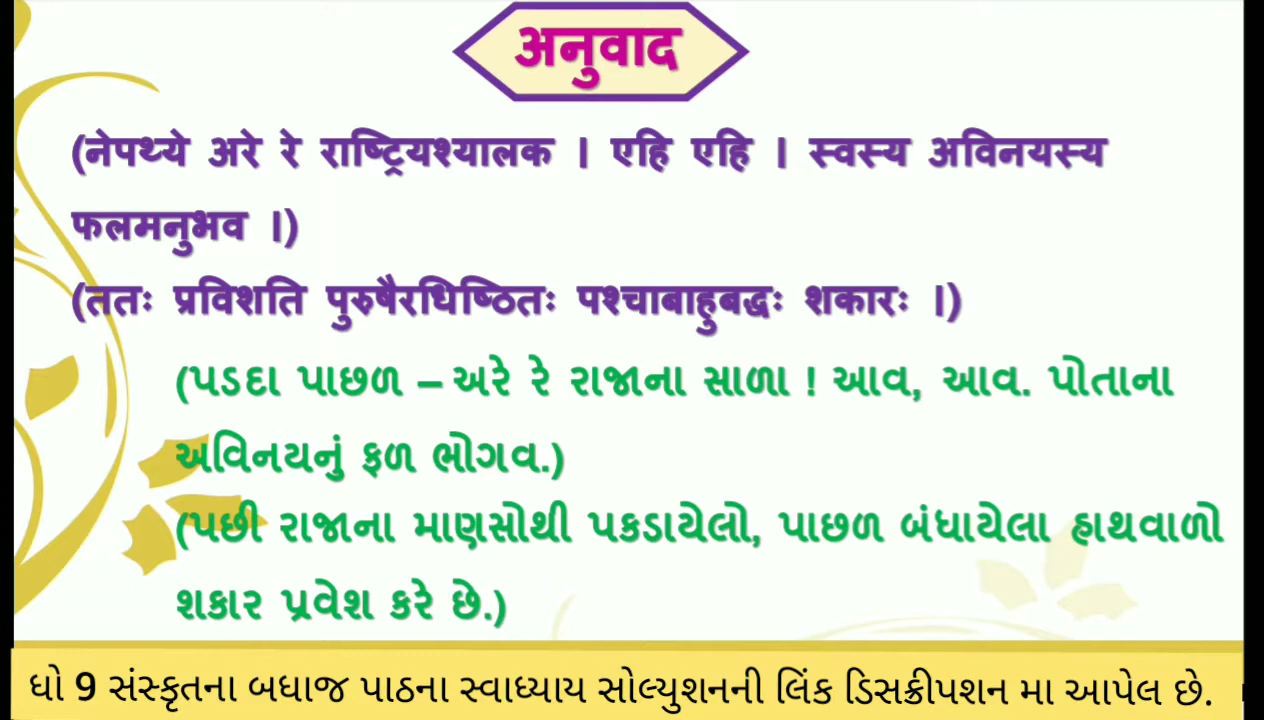 अनुवाद
(नेपथ्ये अरे रे राष्ट्रियश्यालक । एहि एहि । स्वस्य अविनयस्य
फलमनुभव ।)
(ततः प्रविशति पुरुषैरधिष्ठितः पश्चाबाहुबद्धः शकारः ।)
(પડદા પાછળ – અરે રે રાજાના સાળા ! આવ, આવ. પોતાના
અવિનયનું ફળ ભોગવ.)
(પછી રાજાના માણસોથી પકડાયેલો, પાછળ બંધાયેલા હાથવાળો
શકાર પ્રવેશ કરે છે.)
ધો 9 સંસ્કૃતના બધાજ પાઠના સ્વાધ્યાય સોલ્યુશનની લિંક ડિસક્રીપશન મા આપેલ છે.